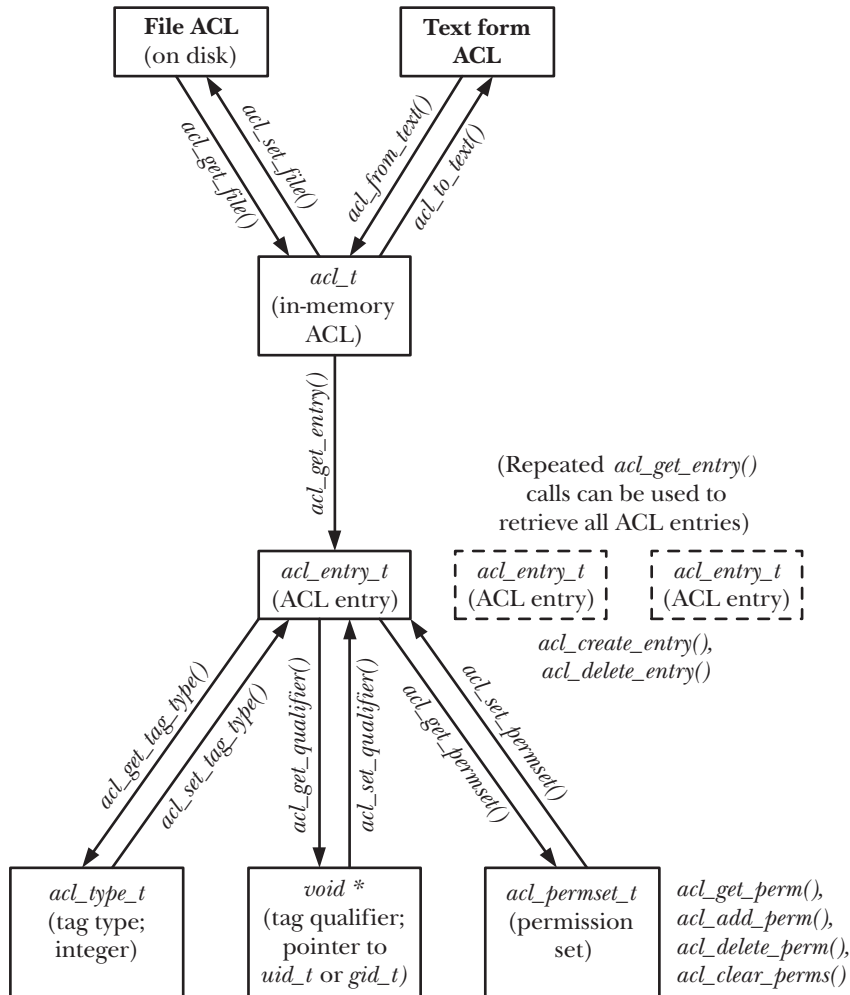 File ACL
(on disk)
Text form
ACL
acl_get_file()
acl_set_file()
acl_from_text()
acl_to_text()
acl_t
(in-memory
ACL)
acl_get_entry()
(Repeated acl_get_entry()
calls can be used to
retrieve all ACL entries)
acl_entry_t
(ACL entry)
acl_entry_t
(ACL entry)
acl_entry_t
(ACL entry)
acl_create_entry(),
acl_delete_entry()
acl_get_tag_type()
acl_set_tag_type()
acl_get_qualifier()
acl_set_qualifier()
acl_get_permset()
acl_set_permset()
acl_type_t
(tag type;
integer)
void *
(tag qualifier;
pointer to
uid_t or gid_t)
acl_permset_t
(permission
set)
acl_get_perm(),
acl_add_perm(),
acl_delete_perm(),
acl_clear_perms()